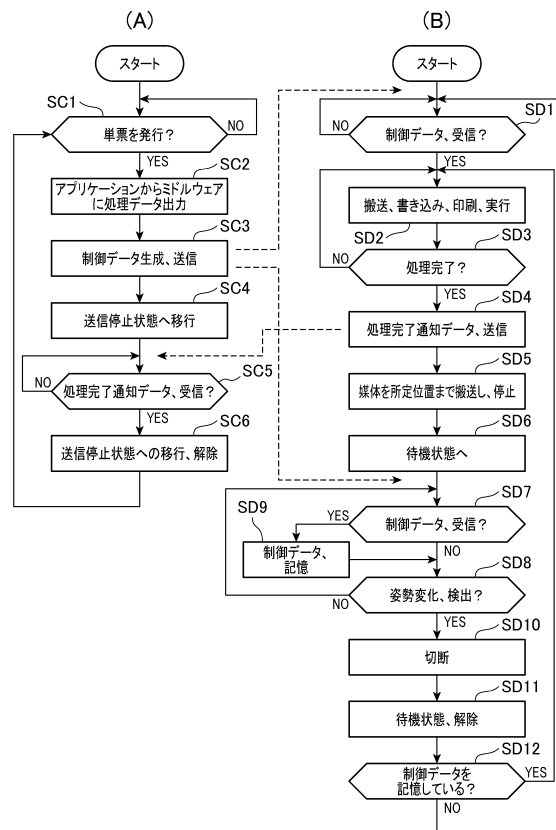 (A)
スタート
SC1
単票を発行？
NO
YES
SC2
アプリケーションからミドルウェア
に処理データ出力
SC3
制御データ生成、送信
SC4
送信停止状態へ移行
NO
処理完了通知データ、受信？
SC5
YES
SC6
送信停止状態への移行、解除
(B)
スタート
SD1
NO
制御データ、受信？
YES
搬送、書き込み、印刷、実行
SD2
SD3
NO
処理完了？
YES
SD4
処理完了通知データ、送信
SD5
媒体を所定位置まで搬送し、停止
SD6
待機状態へ
SD7
YES
制御データ、受信？
SD9
NO
制御データ、
記憶
SD8
NO
姿勢変化、検出？
YES
SD10
切断
SD11
待機状態、解除
SD12
制御データを
記憶している？
YES
NO